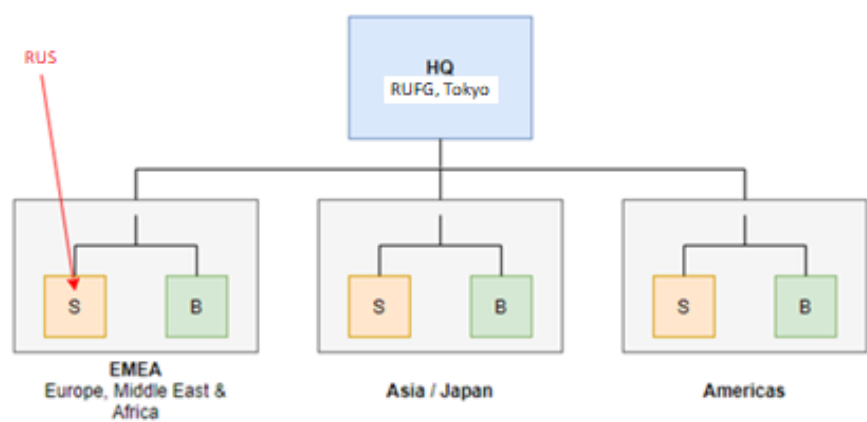 RUS
HQ
RUFG, Tokyo
S
B
S
B
S
B
EMEA
Europe, Middle East &
Africa
Asia / Japan
Americas